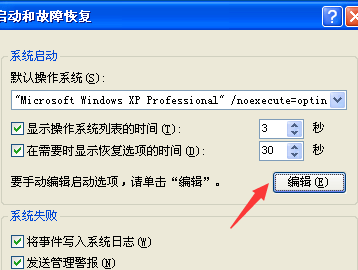 启动和故障恢复
系统启动
默认操作系统(S):
"Microsoft Windows XP Professional" /noexecute=optin
显示操作系统列表的时间(T): 3 秒
在需要时显示恢复选项的时间(D): 30 秒
要手动编辑启动选项,请单击“编辑”。 编辑(E)
系统失败
将事件写入系统日志(W)
发送管理警报(N)